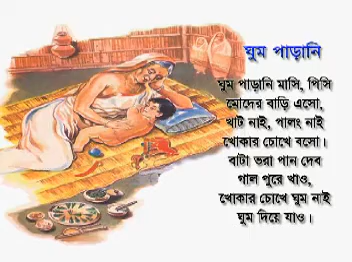 ঘুম পাড়ানি
ঘুম পাড়ানি মাসি, পিসি
মোদের বাড়ি এসো,
খাট নাই, পালং নাই
খোকার চোখে বসো।
বাটা ভরা পান দেব
গাল পুরে খাও,
খোকার চোখে ঘুম নাই
ঘুম দিয়ে যাও।